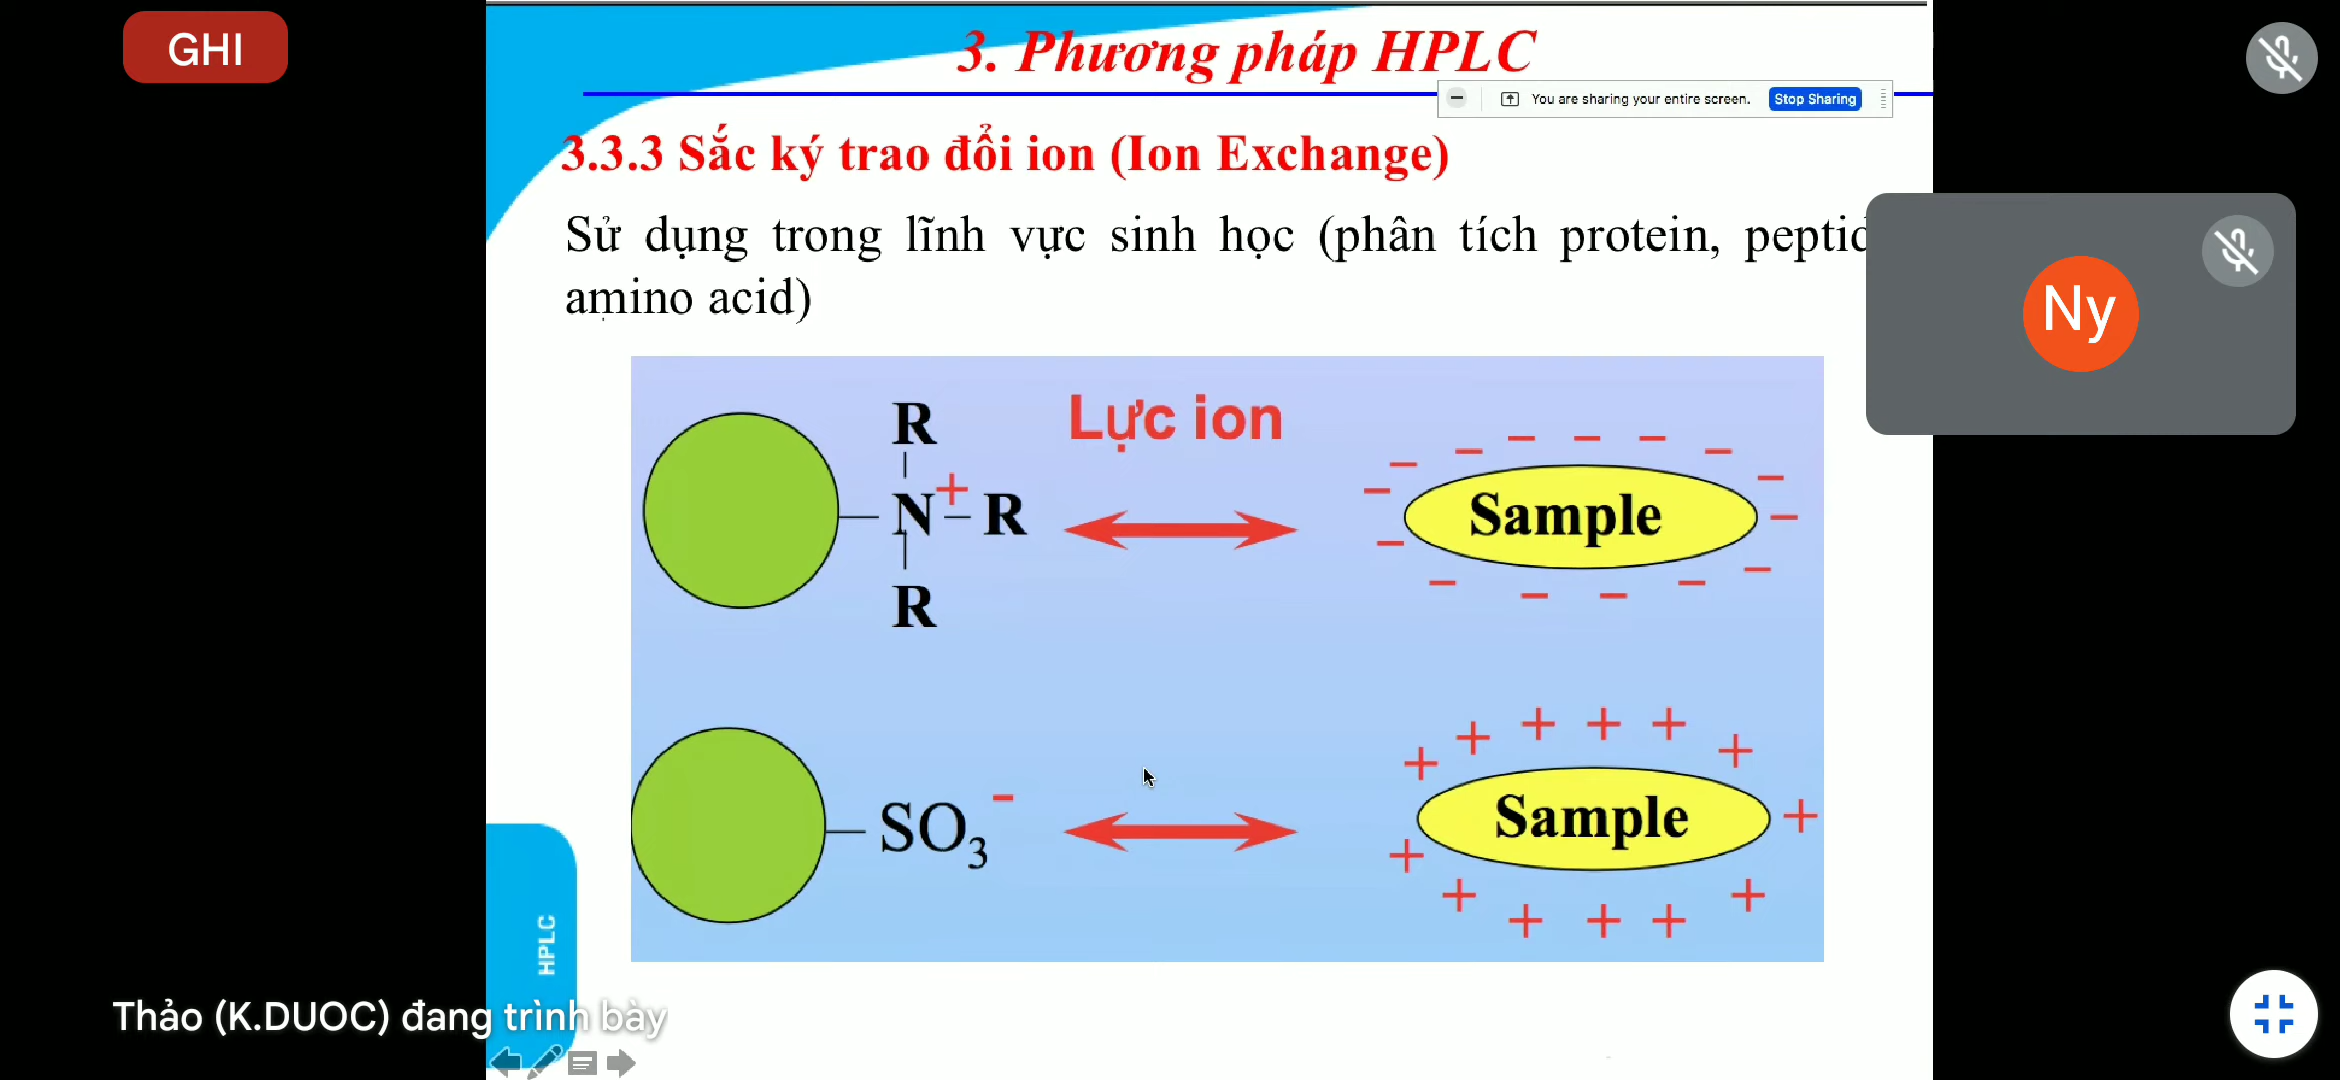 GHI
3. Phương pháp HPLC
You are sharing your entire screen. Stop Sharing
3.3.3 Sắc ký trao đổi ion (Ion Exchange)
Sử dụng trong lĩnh vực sinh học (phân tích protein, peptid
amino acid)
Ny
R
Lực ion
N+ R
Sample
R
SO3-
Sample
HPLC
Thảo (K.DUOC) đang trình bày